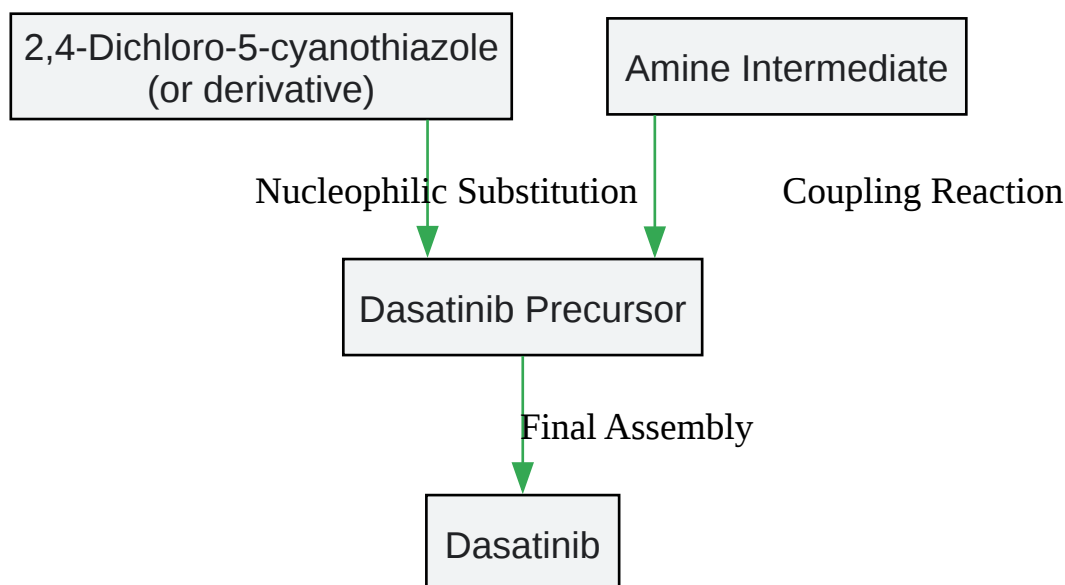 2,4-Dichloro-5-cyanothiazole
(or derivative)
Amine Intermediate
Nucleophilic Substitution
Coupling Reaction
Dasatinib Precursor
Final Assembly
Dasatinib